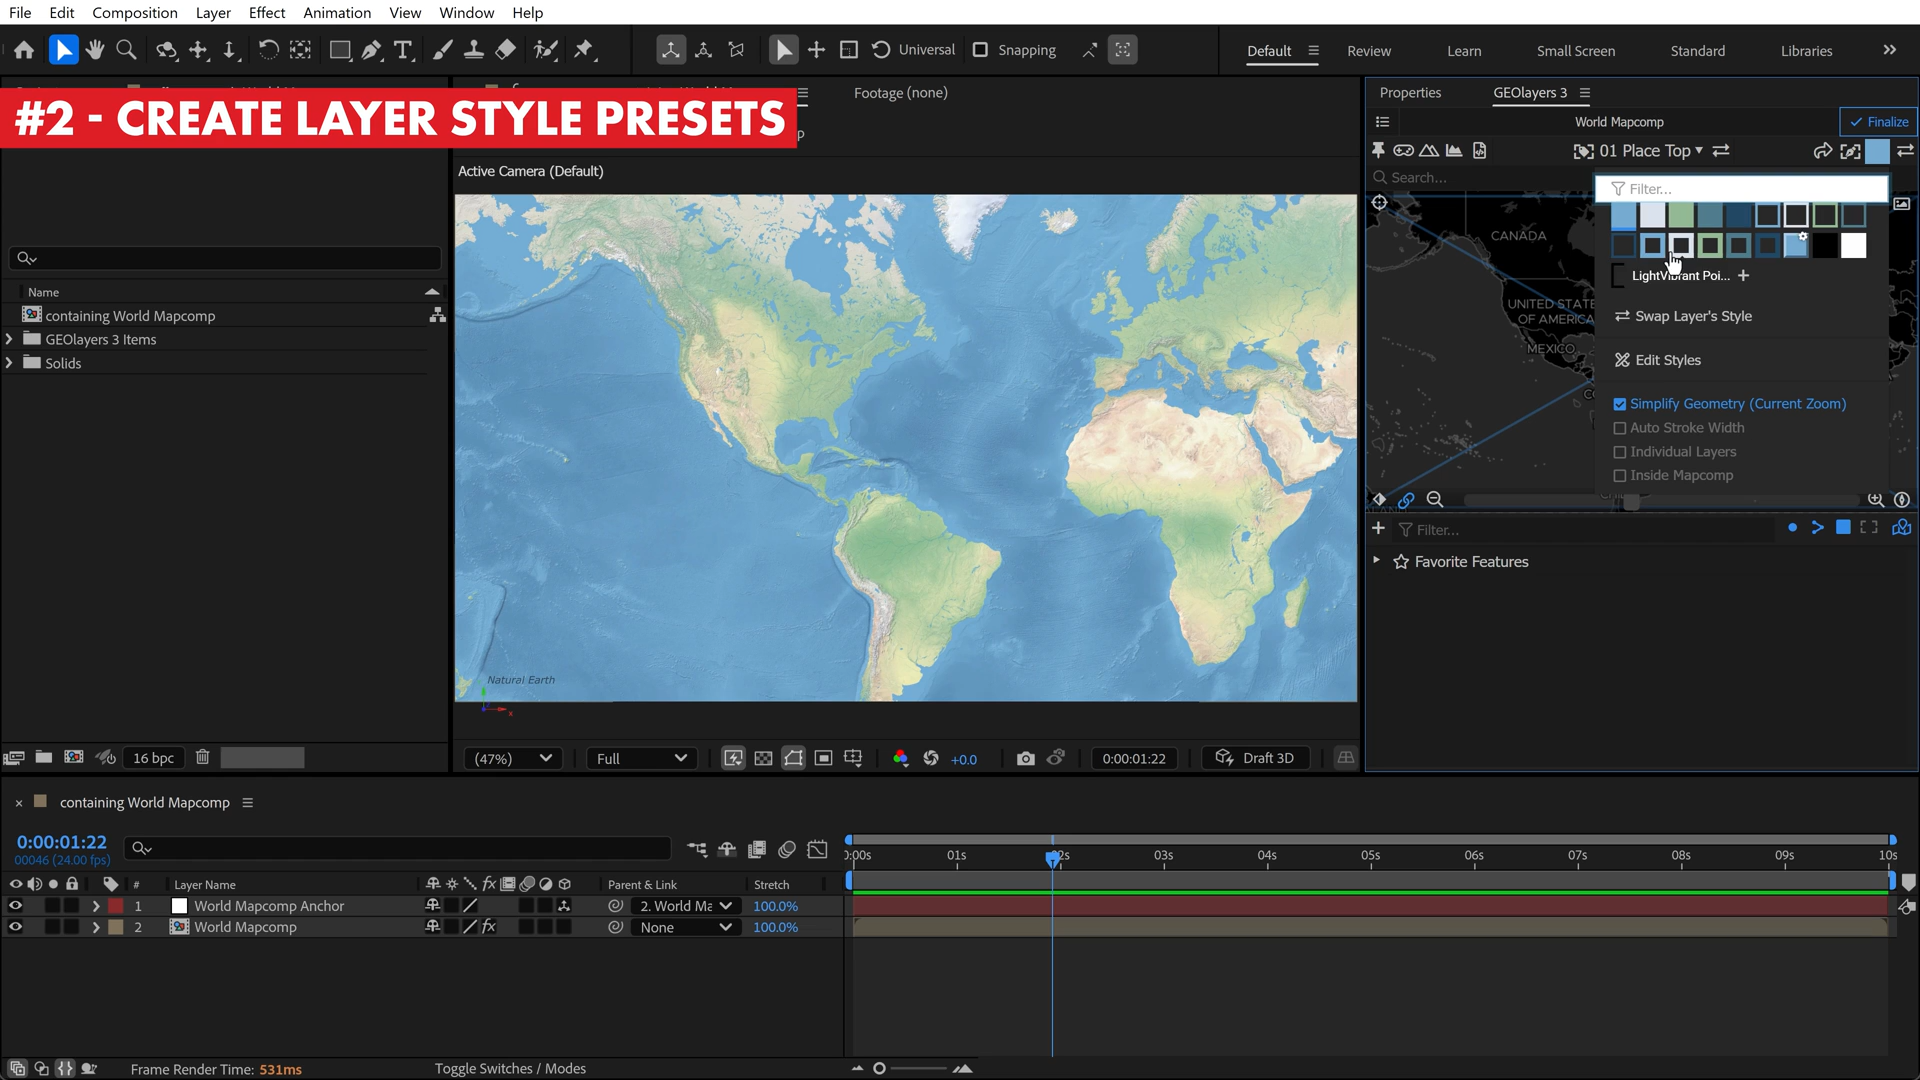 File Edit Composition Layer Effect Animation View Window Help
Universal Snapping Default Review Learn Small Screen Standard Libraries
#2 - CREATE LAYER STYLE PRESETS
Footage (none)
Properties GEOlayers 3
World Mapcomp Finalize
01 Place Top
Active Camera (Default)
Search...
Filter...
CANADA
UNITED STATE
OF AMERICA
MEXICO
LightVibrant Poi...
Swap Layer's Style
Edit Styles
Simplify Geometry (Current Zoom)
Auto Stroke Width
Individual Layers
Inside Mapcomp
Filter...
Favorite Features
Name
containing World Mapcomp
GEOlayers 3 Items
Solids
Natural Earth
16 bpc
(47%) Full +0.0 0:00:01:22 Draft 3D
containing World Mapcomp
0:00:01:22
00046 (24.00 fps)
0:00s 01s 02s 03s 04s 05s 06s 07s 08s 09s 10s
# Layer Name Parent & Link Stretch
1 World Mapcomp Anchor 2. World Ma 100.0%
2 World Mapcomp None 100.0%
Frame Render Time: 531ms Toggle Switches / Modes